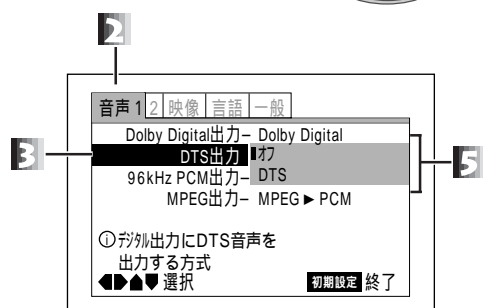 2
音声1 2 映像 言語 一般
Dolby Digital出力– Dolby Digital
3 DTS出力 ▮ｵﾌ 5
DTS
96kHz PCM出力–
MPEG出力– MPEG ► PCM
ⓘﾃﾞｼﾞﾀﾙ出力にDTS音声を
出力する方式
◀▶▲▼選択 初期設定 終了